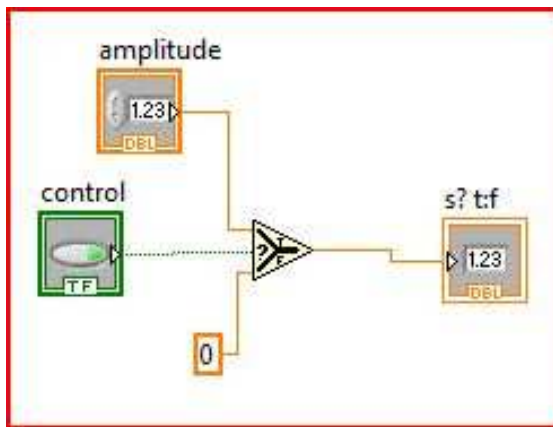 amplitude
1.23
DBL
control
TF
?
T
F
0
s? t:f
1.23
DBL